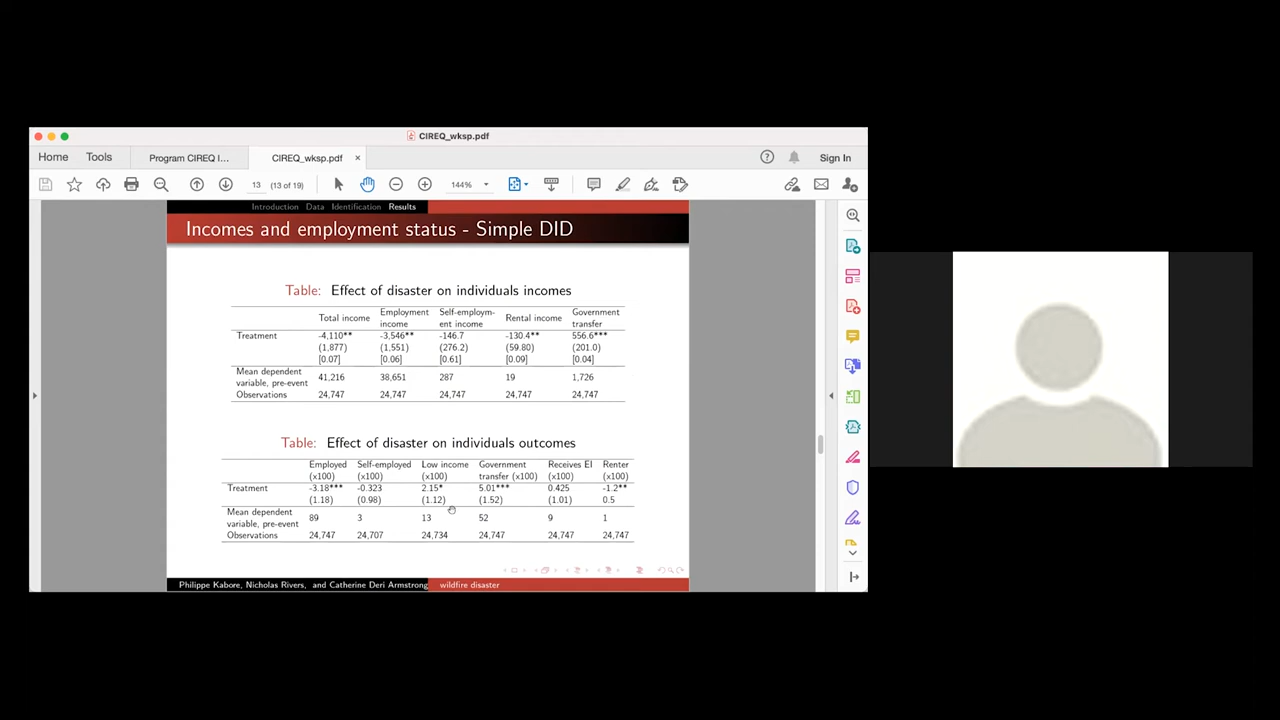 CIREQ_wksp.pdf
Home Tools Program CIREQ I... CIREQ_wksp.pdf × Sign In
13 (13 of 19) 144%
Introduction Data Identification Results
Incomes and employment status - Simple DID
Table: Effect of disaster on individuals incomes
Total income Employment income Self-employm-ent income Rental income Government transfer
Treatment -4,110** -3,546** -146.7 -130.4** 556.6***
(1,877) (1,551) (276.2) (59.80) (201.0)
[0.07] [0.06] [0.61] [0.09] [0.04]
Mean dependent
variable, pre-event 41,216 38,651 287 19 1,726
Observations 24,747 24,747 24,747 24,747 24,747
Table: Effect of disaster on individuals outcomes
Employed Self-employed Low income Government Receives EI Renter
(x100) (x100) (x100) transfer (x100) (x100) (x100)
Treatment -3.18*** -0.323 2.15* 5.01*** 0.425 -1.2**
(1.18) (0.98) (1.12) (1.52) (1.01) 0.5
Mean dependent
variable, pre-event 89 3 13 52 9 1
Observations 24,747 24,707 24,734 24,747 24,747 24,747
Philippe Kabore, Nicholas Rivers, and Catherine Deri Armstrong wildfire disaster